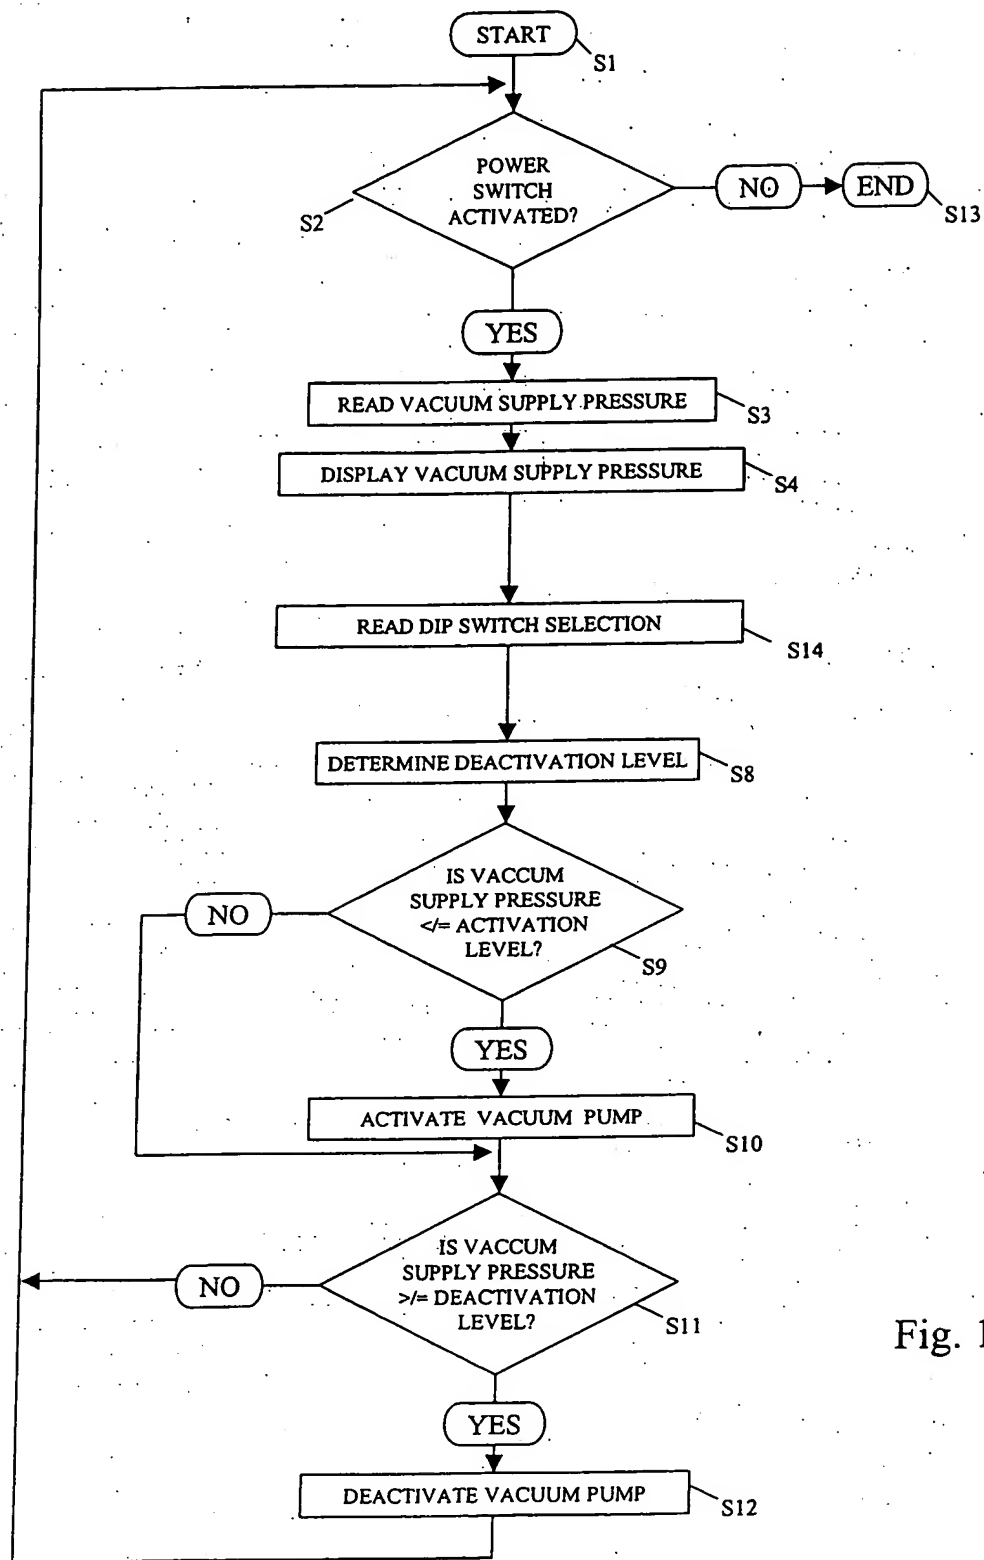 START
S1
POWER
SWITCH
ACTIVATED?
S2
NO
END
S13
YES
READ VACUUM SUPPLY PRESSURE
S3
DISPLAY VACUUM SUPPLY PRESSURE
S4
READ DIP SWITCH SELECTION
S14
DETERMINE DEACTIVATION LEVEL
S8
IS VACCUM
SUPPLY PRESSURE
</= ACTIVATION
LEVEL?
NO
S9
YES
ACTIVATE VACUUM PUMP
S10
IS VACCUM
SUPPLY PRESSURE
>/= DEACTIVATION
LEVEL?
NO
S11
Fig. 1
YES
DEACTIVATE VACUUM PUMP
S12